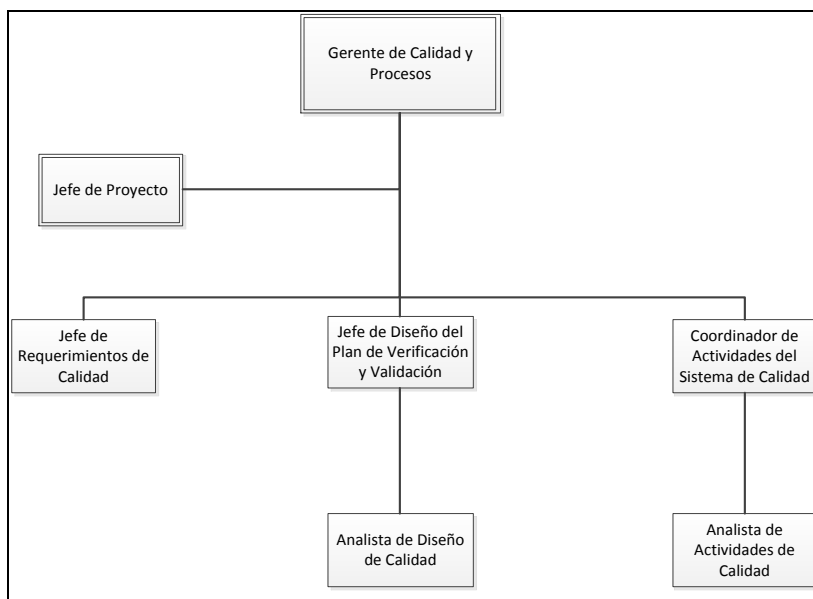 Gerente de Calidad y
Procesos
Jefe de Proyecto
Jefe de
Requerimientos de
Calidad
Jefe de Diseño del
Plan de Verificación
y Validación
Coordinador de
Actividades del
Sistema de Calidad
Analista de Diseño
de Calidad
Analista de
Actividades de
Calidad